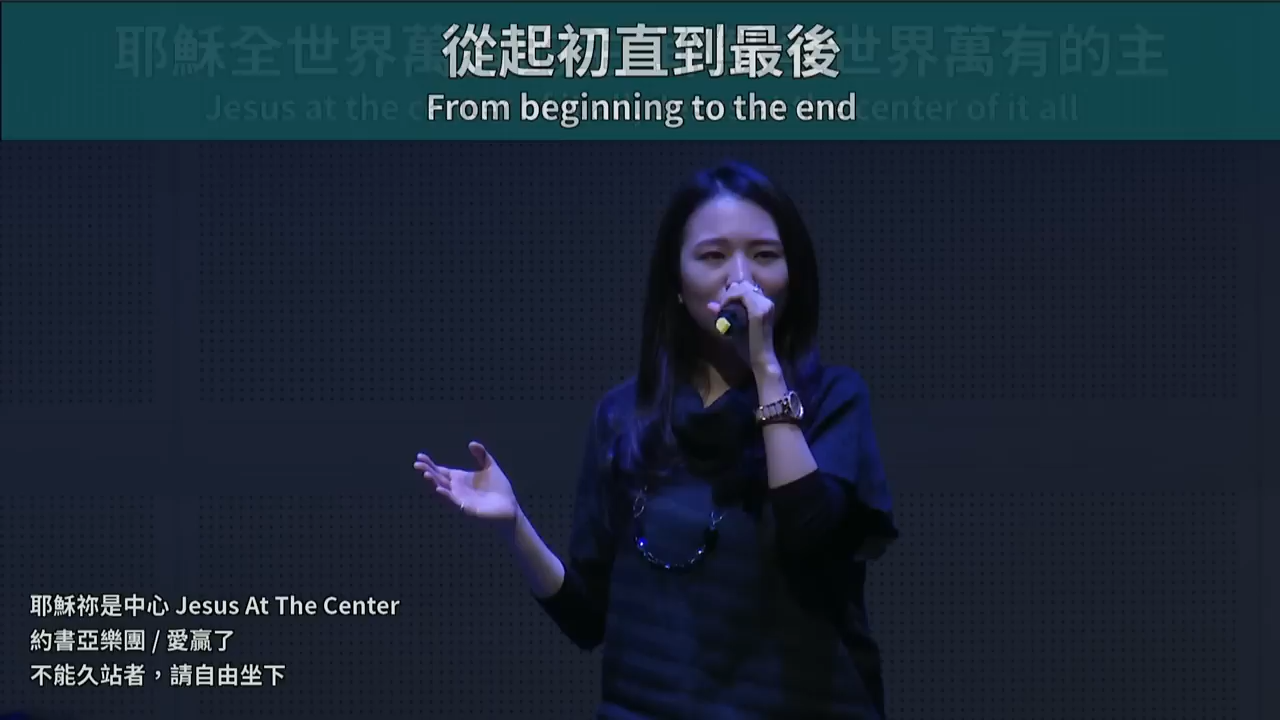 從起初直到最後
From beginning to the end
耶穌祢是中心 Jesus At The Center
約書亞樂團 / 愛贏了
不能久站者，請自由坐下